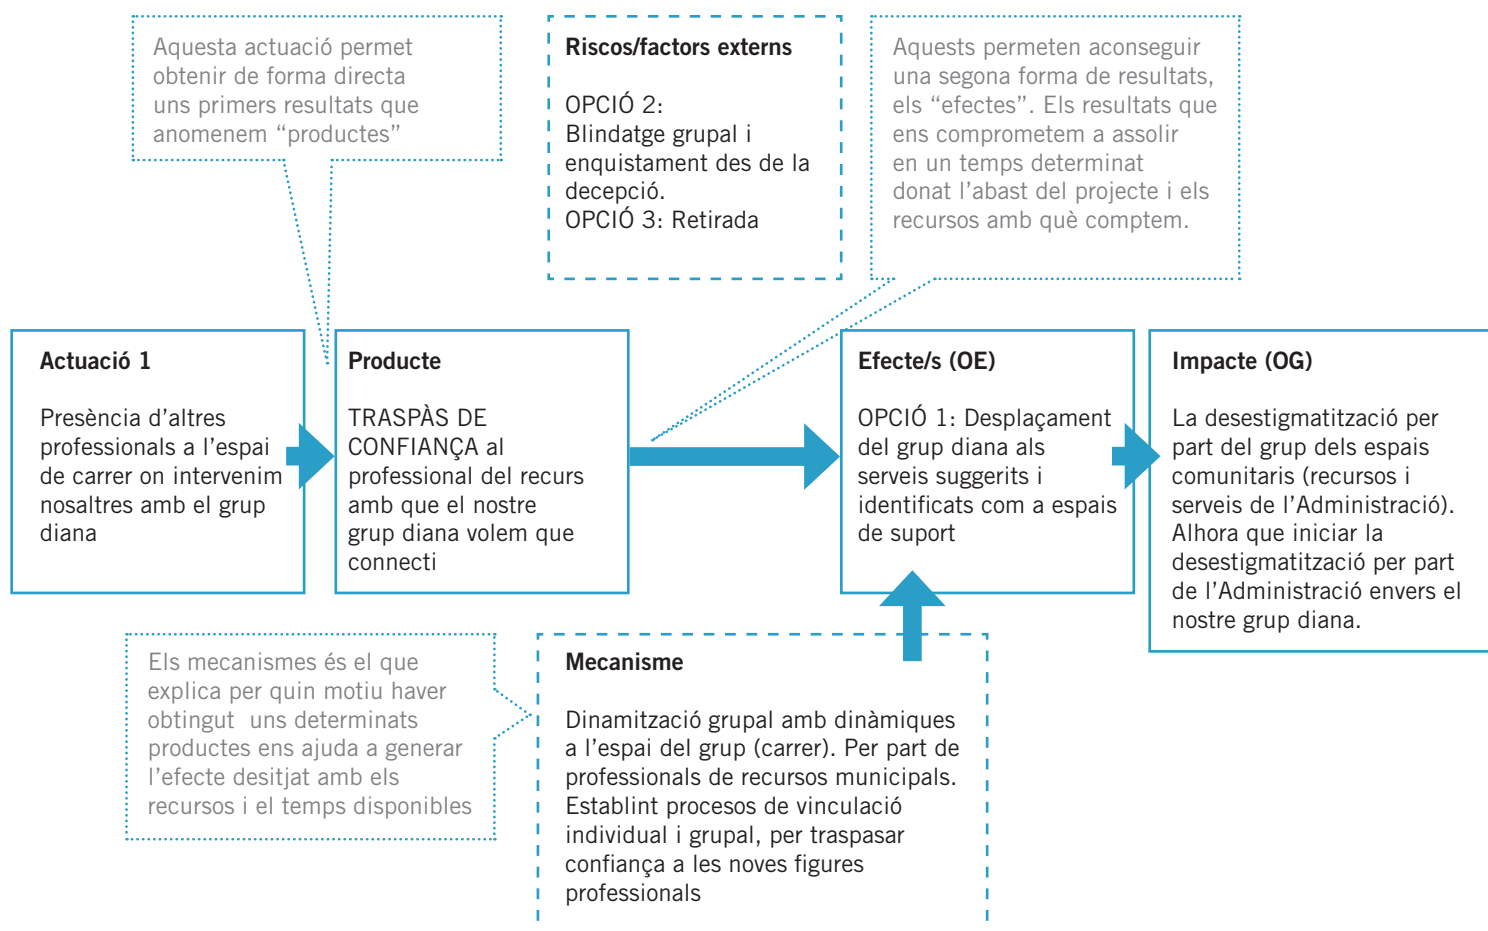 Aquesta actuació permet
obtenir de forma directa
uns primers resultats que
anomenem “productes”
Riscos/factors externs
OPCIÓ 2:
Blindatge grupal i
enquistament des de la
decepció.
OPCIÓ 3: Retirada
Aquests permeten aconseguir
una segona forma de resultats,
els “efectes”. Els resultats que
ens comprometem a assolir
en un temps determinat
donat l’abast del projecte i els
recursos amb què comptem.
Actuació 1
Presència d’altres
professionals a l’espai
de carrer on intervenim
nosaltres amb el grup
diana
Producte
TRASPÀS DE
CONFIANÇA al
professional del recurs
amb que el nostre
grup diana volem que
connecti
Efecte/s (OE)
OPCIÓ 1: Desplaçament
del grup diana als
serveis suggerits i
identificats com a espais
de suport
Impacte (OG)
La desestigmatització per
part del grup dels espais
comunitaris (recursos i
serveis de l’Administració).
Alhora que iniciar la
desestigmatització per part
de l’Administració envers el
nostre grup diana.
Els mecanismes és el que
explica per quin motiu haver
obtingut  uns determinats
productes ens ajuda a generar
l’efecte desitjat amb els
recursos i el temps disponibles
Mecanisme
Dinamització grupal amb dinàmiques
a l’espai del grup (carrer). Per part de
professionals de recursos municipals.
Establint procesos de vinculació
individual i grupal, per traspasar
confiança a les noves figures
professionals